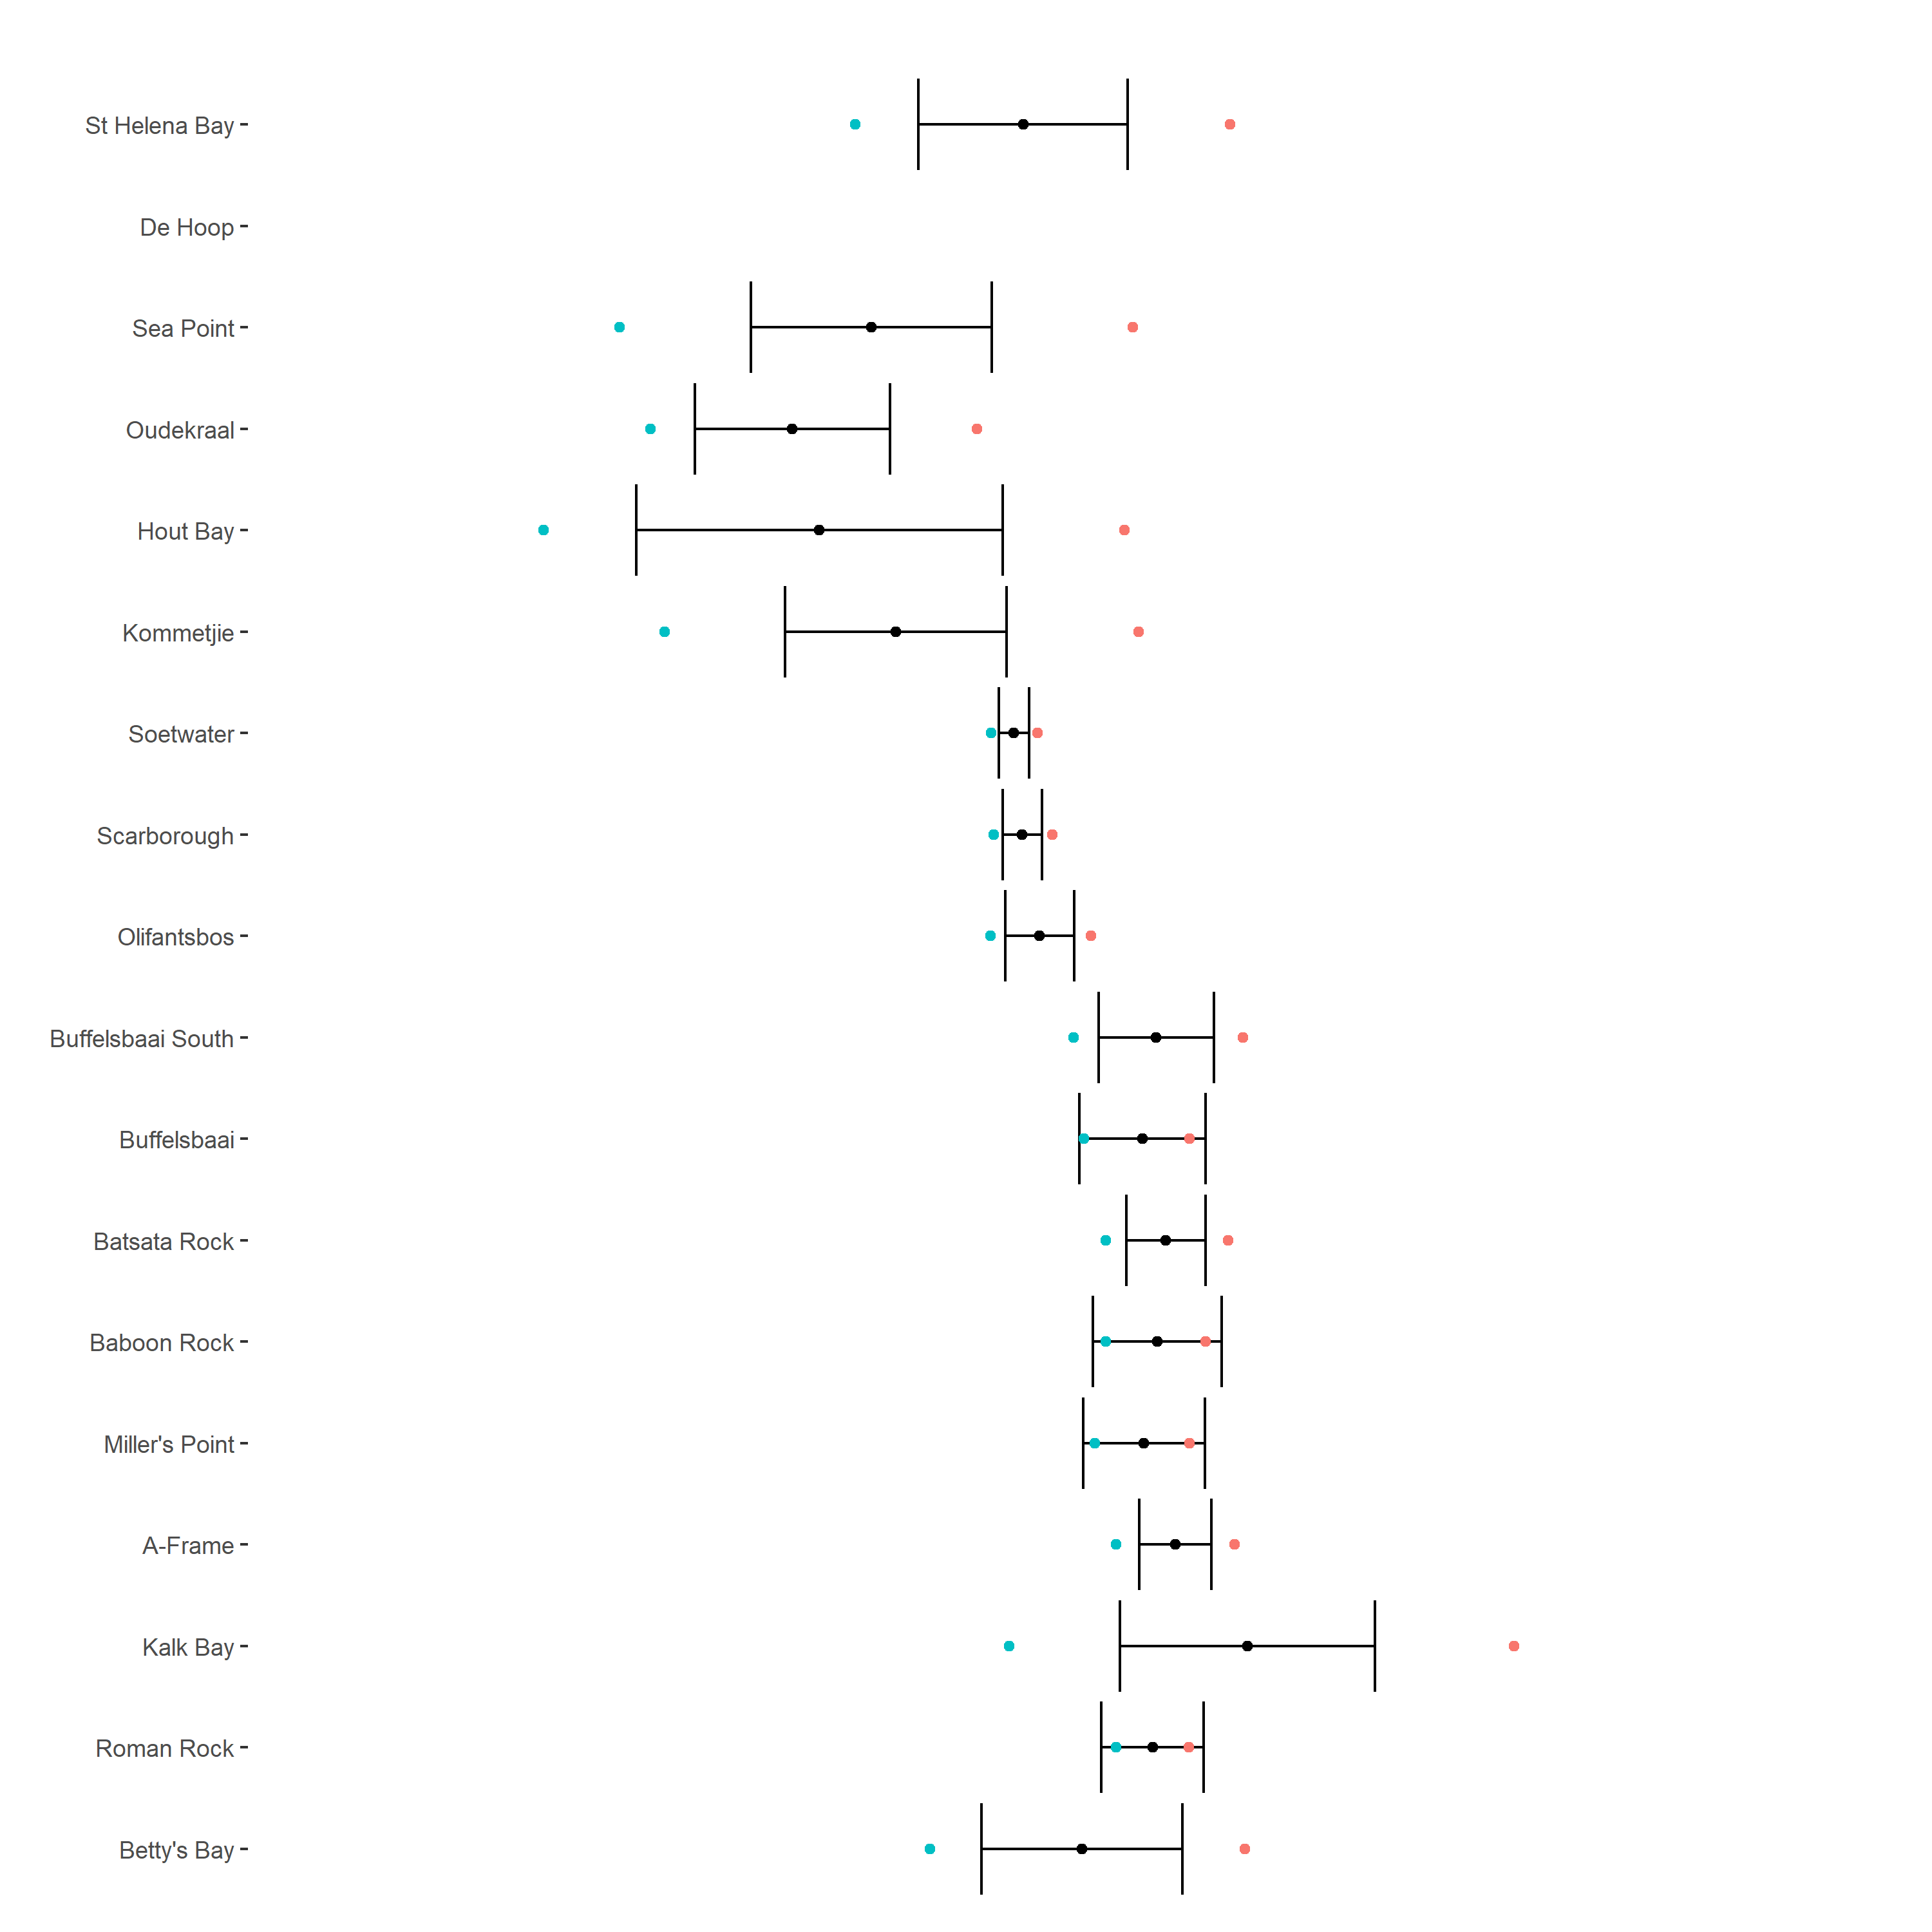 St Helena Bay
De Hoop
Sea Point
Oudekraal
Hout Bay
Kommetjie
Soetwater
Scarborough
Olifantsbos
Buffelsbaai South
Buffelsbaai
Batsata Rock
Baboon Rock
Miller's Point
A-Frame
Kalk Bay
Roman Rock
Betty's Bay